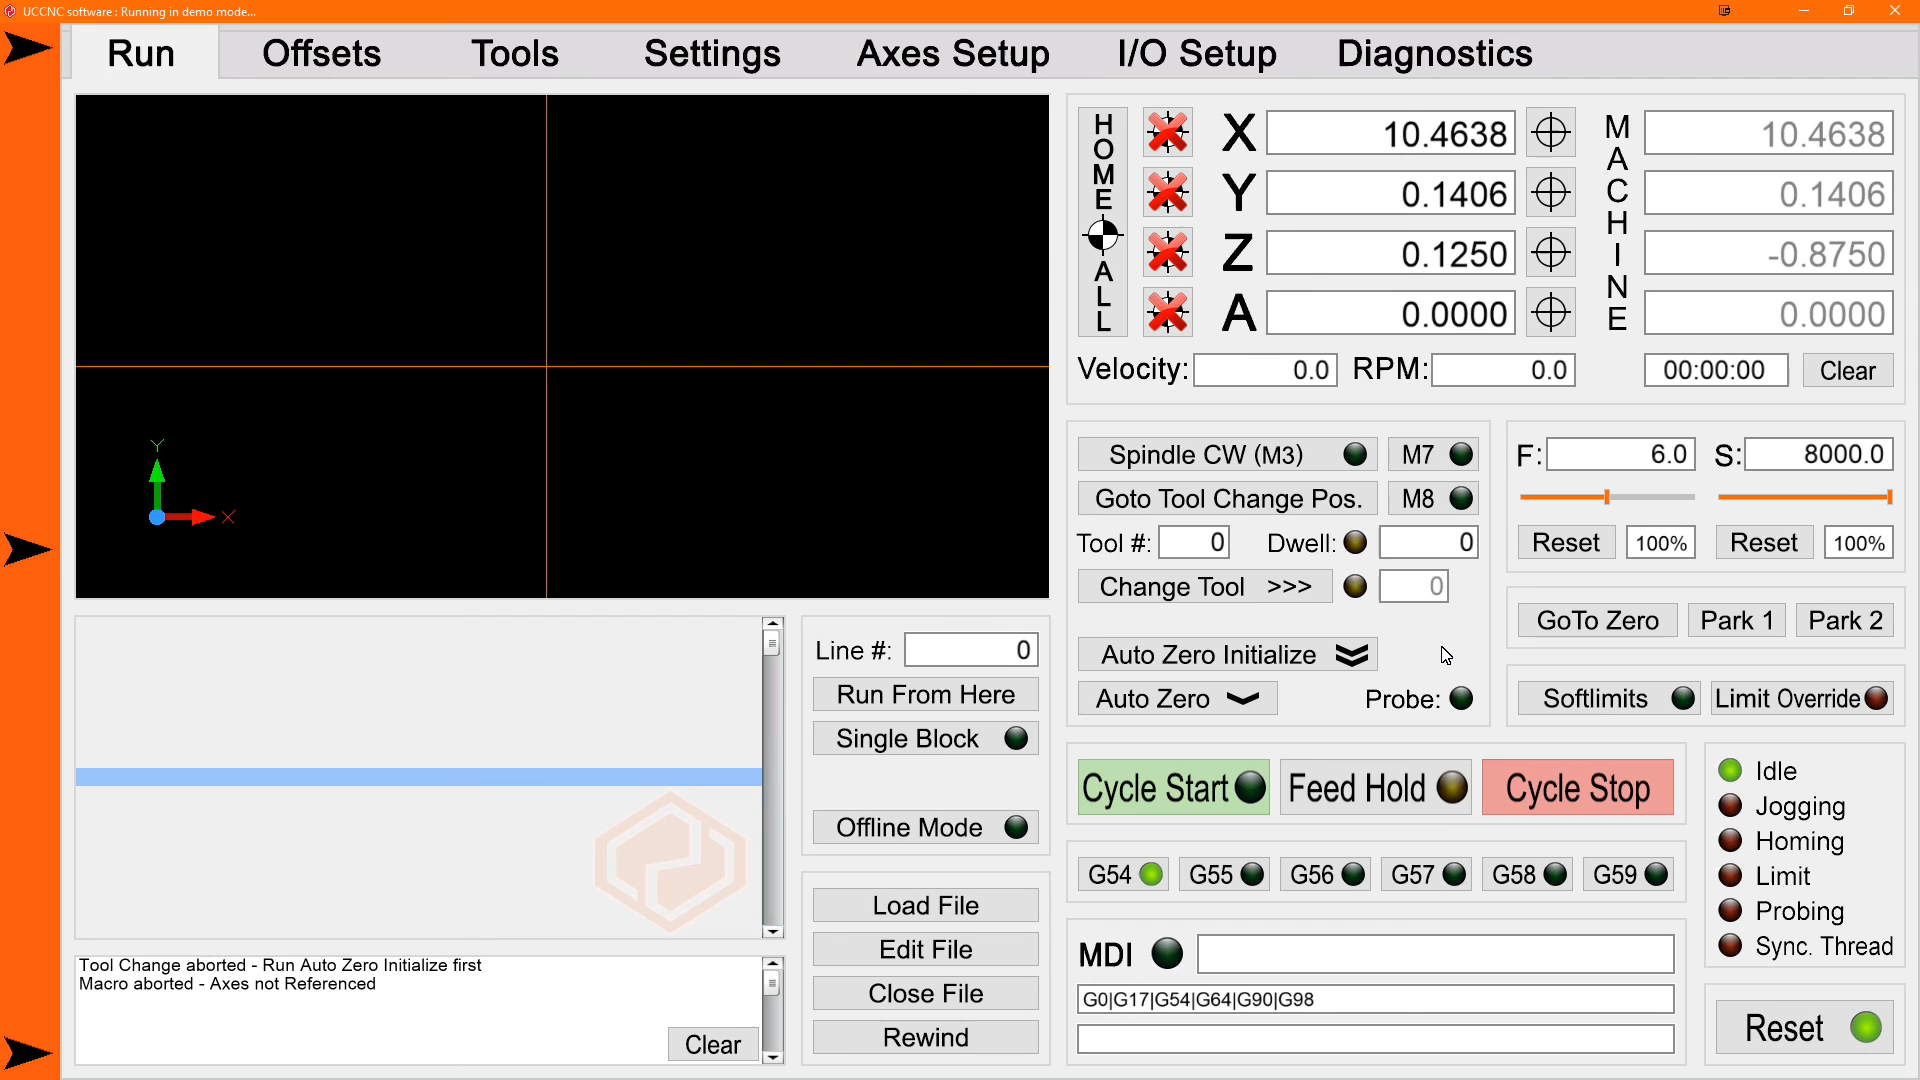 UCCNC software : Running in demo mode...
Run Offsets Tools Settings Axes Setup I/O Setup Diagnostics
HOME ALL
X 10.4638
Y 0.1406
Z 0.1250
A 0.0000
MACHINE
10.4638
0.1406
-0.8750
0.0000
Velocity: 0.0 RPM: 0.0 00:00:00 Clear
Y
X
Spindle CW (M3) M7
Goto Tool Change Pos. M8
Tool #: 0 Dwell: 0
Change Tool >>> 0
Auto Zero Initialize
Auto Zero Probe:
F: 6.0 S: 8000.0
Reset 100% Reset 100%
GoTo Zero Park 1 Park 2
Softlimits Limit Override
Line #: 0
Run From Here
Single Block
Offline Mode
Load File
Edit File
Close File
Rewind
Tool Change aborted - Run Auto Zero Initialize first
Macro aborted - Axes not Referenced
Clear
Cycle Start Feed Hold Cycle Stop
G54 G55 G56 G57 G58 G59
MDI
G0|G17|G54|G64|G90|G98
Idle
Jogging
Homing
Limit
Probing
Sync. Thread
Reset